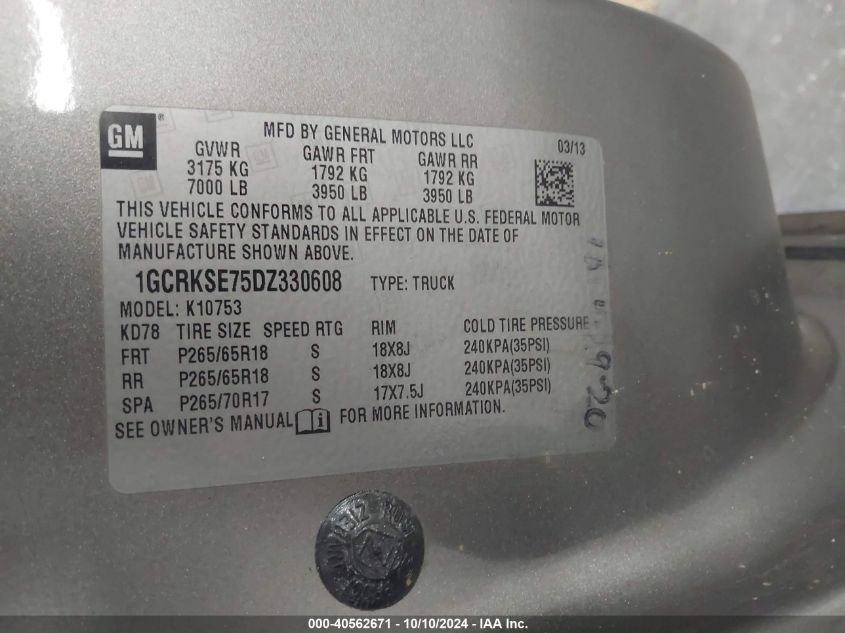 GM ®
MFD BY GENERAL MOTORS LLC 03/13
GVWR GAWR FRT GAWR RR
3175 KG 1792 KG 1792 KG
7000 LB 3950 LB 3950 LB
THIS VEHICLE CONFORMS TO ALL APPLICABLE U.S. FEDERAL MOTOR
VEHICLE SAFETY STANDARDS IN EFFECT ON THE DATE OF
MANUFACTURE SHOWN ABOVE.
1GCRKSE75DZ330608 TYPE: TRUCK
MODEL: K10753
KD78 TIRE SIZE SPEED RTG RIM COLD TIRE PRESSURE
FRT P265/65R18 S 18X8J 240KPA(35PSI)
RR P265/65R18 S 18X8J 240KPA(35PSI)
SPA P265/70R17 S 17X7.5J 240KPA(35PSI)
SEE OWNER'S MANUAL i FOR MORE INFORMATION.
9-20
000-40562671 - 10/10/2024 - IAA Inc.